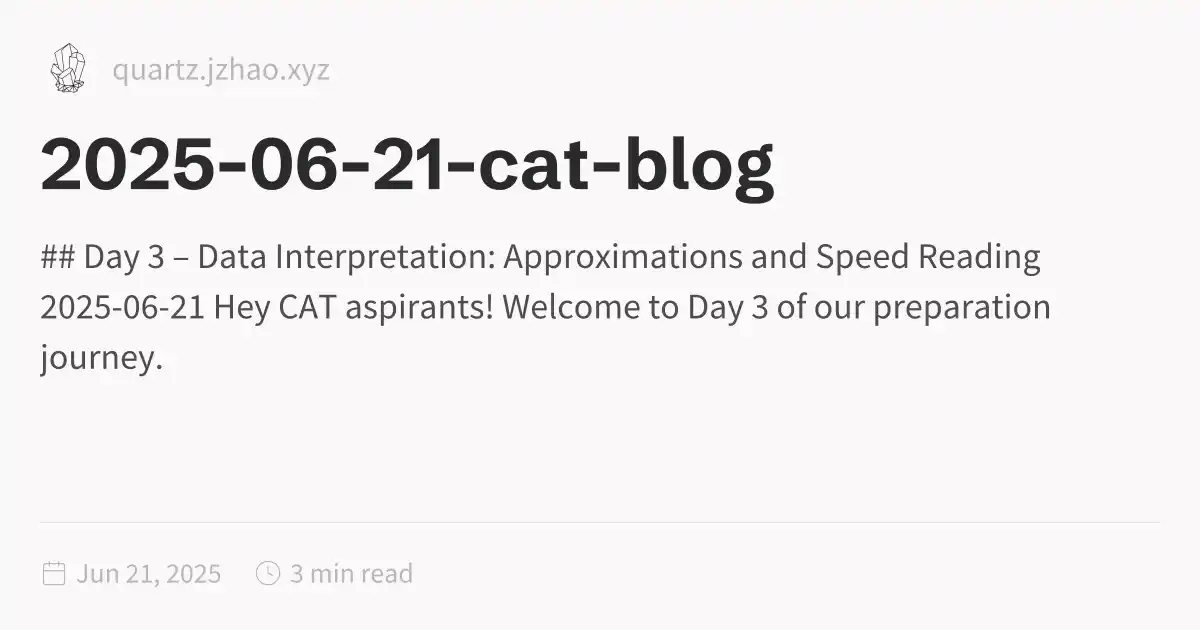 quartz.jzhao.xyz
2025-06-21-cat-blog
## Day 3 – Data Interpretation: Approximations and Speed Reading
2025-06-21 Hey CAT aspirants! Welcome to Day 3 of our preparation
journey.
Jun 21, 2025 3 min read